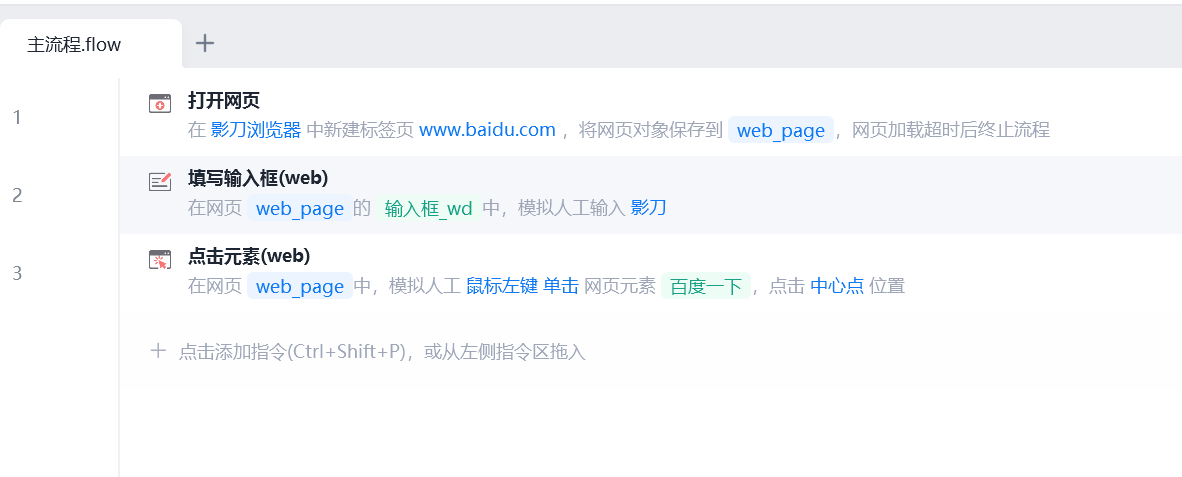 主流程.flow
1
打开网页
在 影刀浏览器 中新建标签页 www.baidu.com ，将网页对象保存到 web_page ，网页加载超时后终止流程
2
填写输入框(web)
在网页 web_page 的 输入框_wd 中，模拟人工输入 影刀
3
点击元素(web)
在网页 web_page 中，模拟人工 鼠标左键 单击 网页元素 百度一下 ，点击 中心点 位置
点击添加指令(Ctrl+Shift+P)，或从左侧指令区拖入